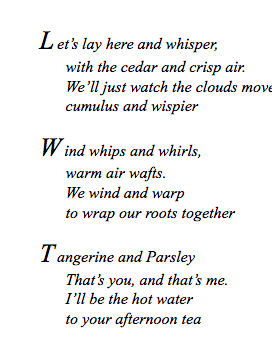 Let's lay here and whisper,
with the cedar and crisp air.
We'll just watch the clouds move
cumulus and wispier
Wind whips and whirls,
warm air wafts.
We wind and warp
to wrap our roots together
Tangerine and Parsley
That's you, and that's me.
I'll be the hot water
to your afternoon tea